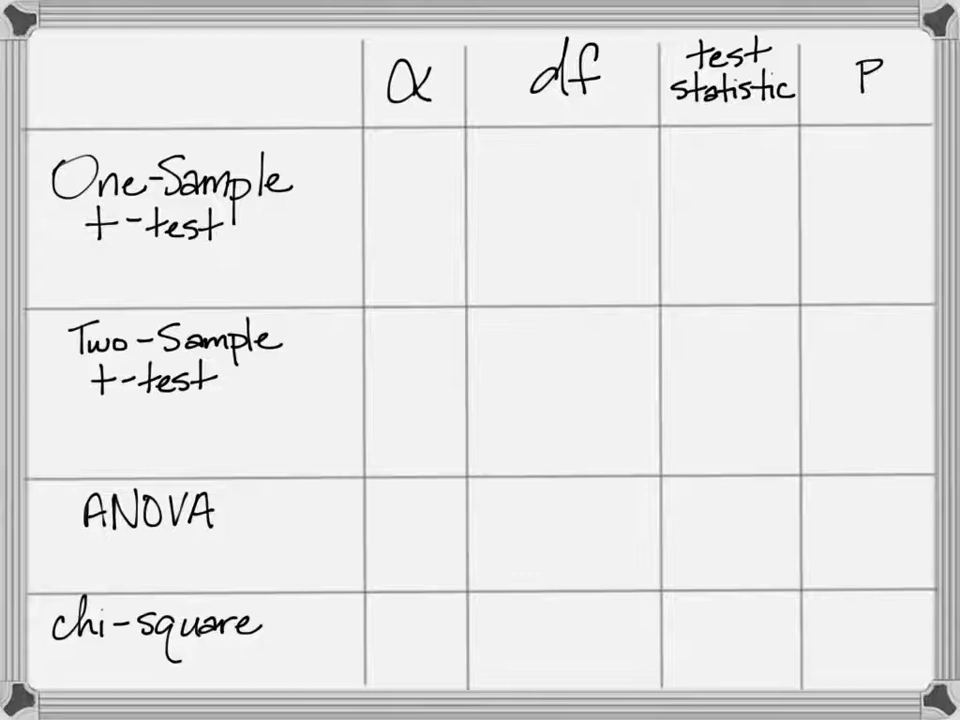 α df test statistic P
One-Sample
t-test
Two-Sample
t-test
ANOVA
chi-square